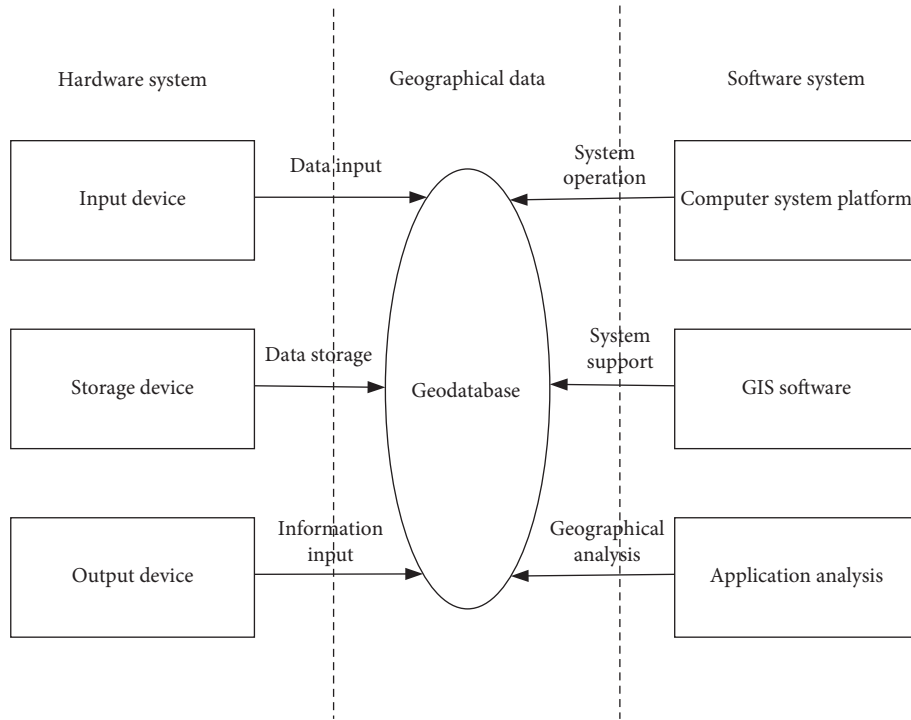 Hardware system
Geographical data
Software system
Input device
Data input
System
operation
Computer system platform
Storage device
Data storage
Geodatabase
System
support
GIS software
Output device
Information
input
Geographical
analysis
Application analysis